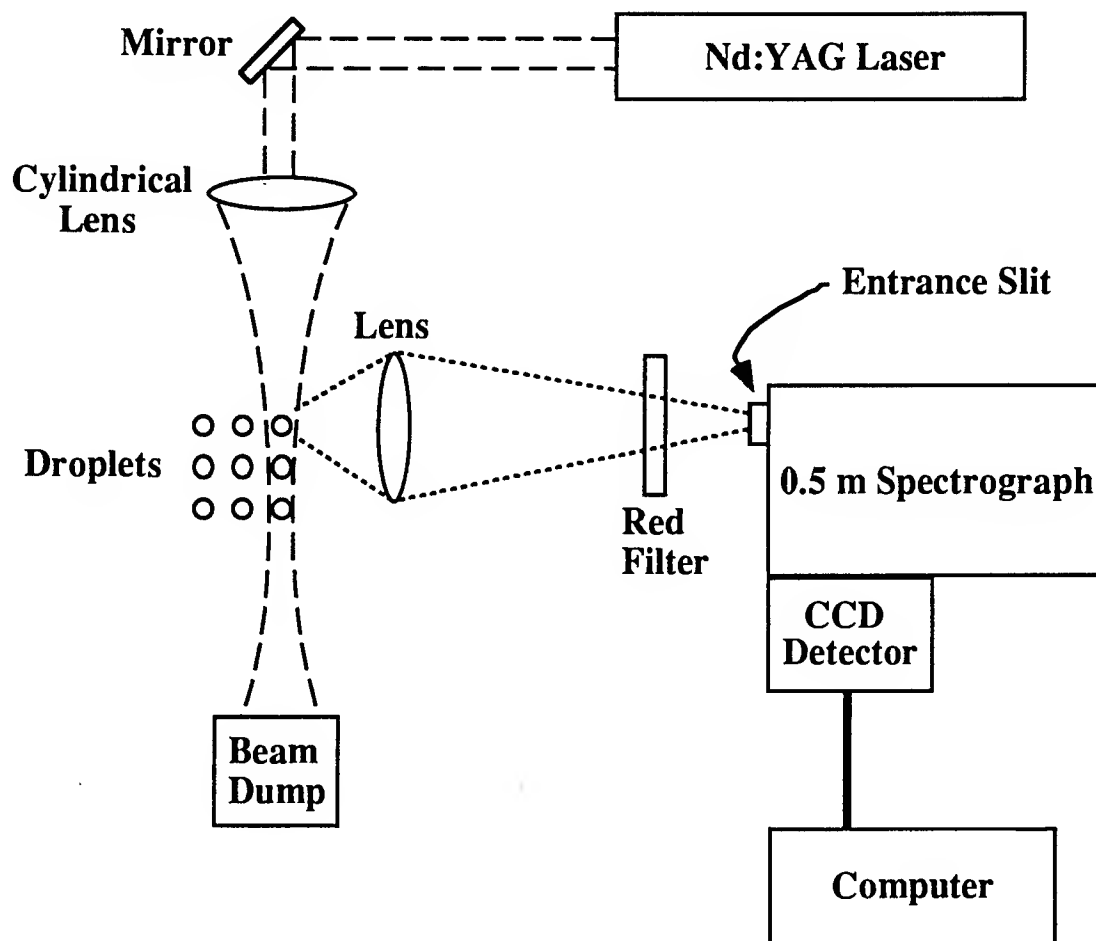 Mirror
Nd:YAG Laser
Cylindrical
Lens
Entrance Slit
Lens
Droplets
0.5 m Spectrograph
Red
Filter
CCD
Detector
Beam
Dump
Computer